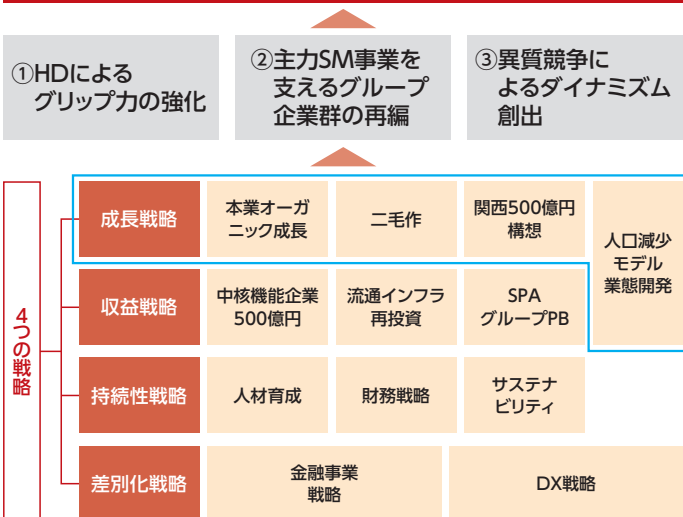 ①HDによる
グリップ力の強化
②主力SM事業を
支えるグループ
企業群の再編
③異質競争に
よるダイナミズム
創出
4つの戦略
成長戦略
本業オーガ
ニック成長
二毛作
関西500億円
構想
人口減少
モデル
業態開発
収益戦略
中核機能企業
500億円
流通インフラ
再投資
SPA
グループPB
持続性戦略
人材育成
財務戦略
サステナ
ビリティ
差別化戦略
金融事業
戦略
DX戦略